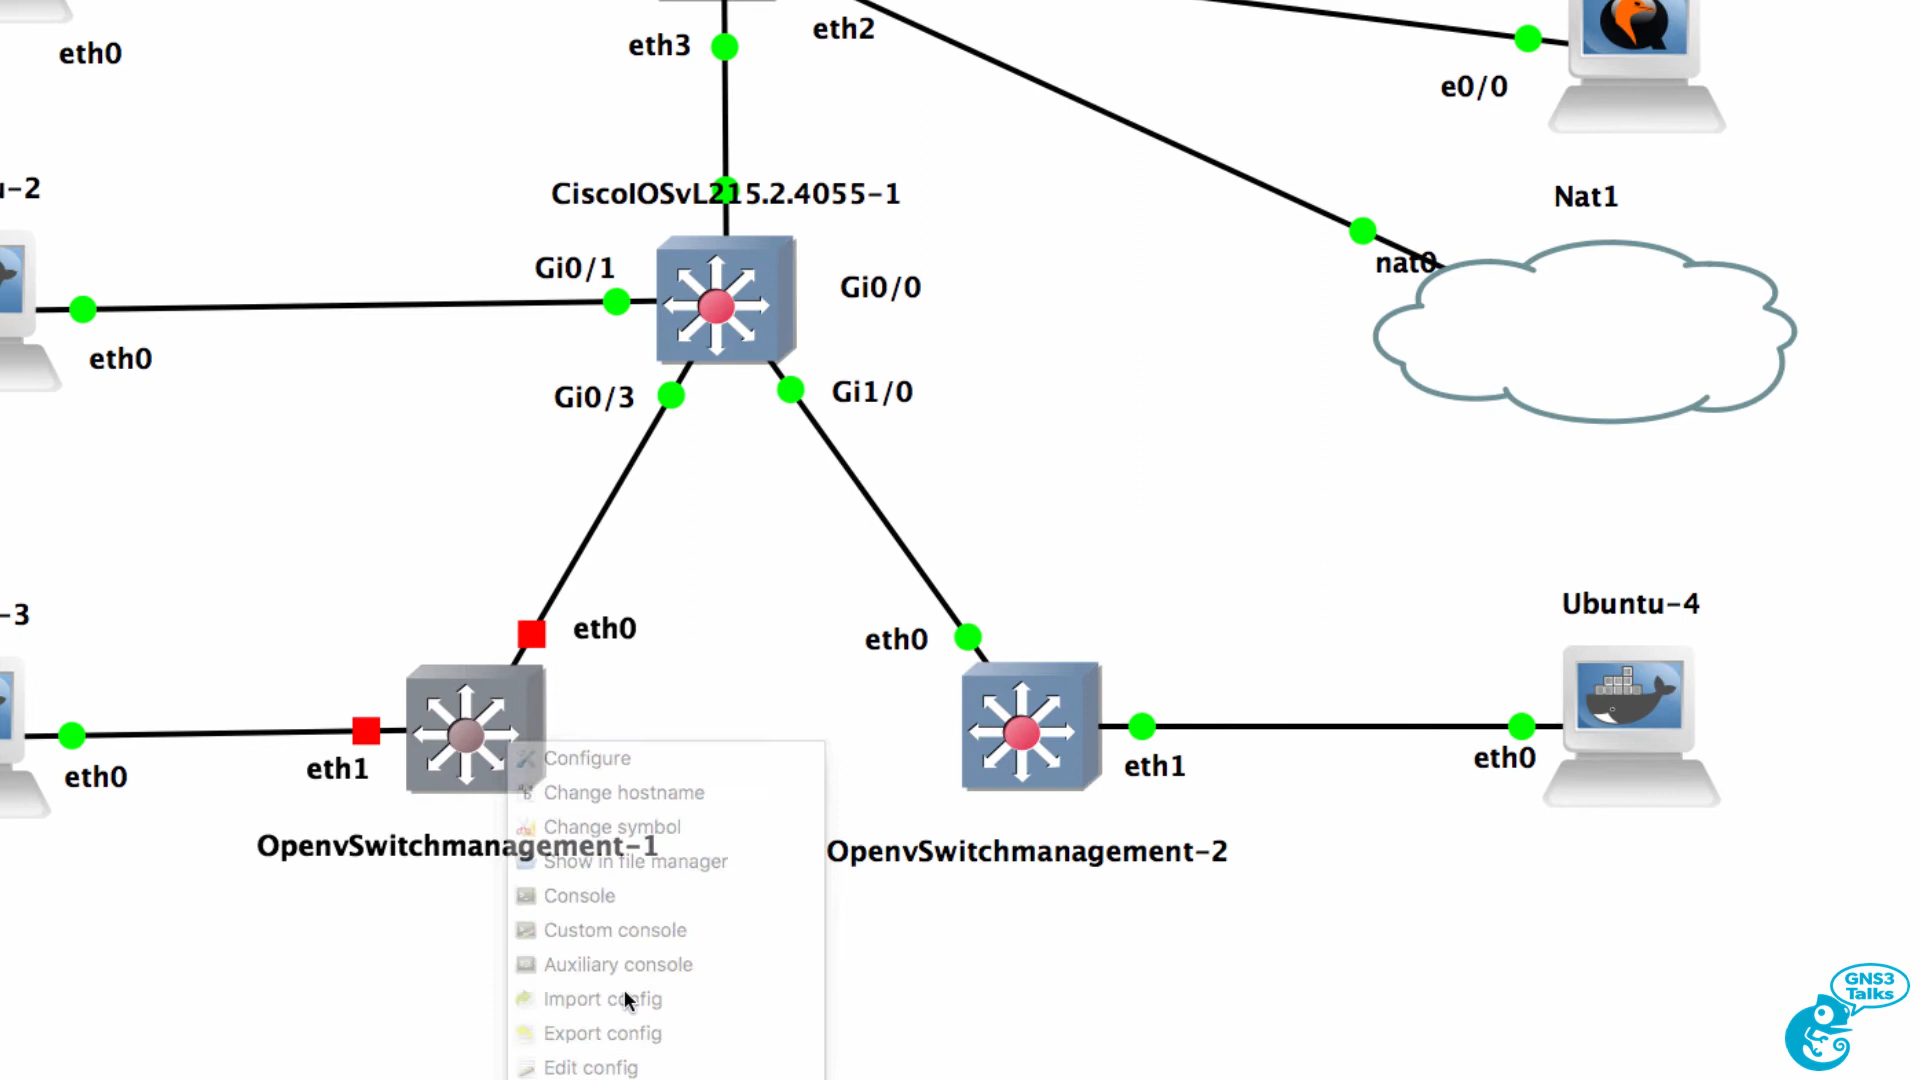 eth0
eth3
eth2
e0/0
u-2
CiscoIOSvL215.2.4055-1
Nat1
Gi0/1
Gi0/0
nat0
eth0
Gi0/3
Gi1/0
-3
eth0
eth0
Ubuntu-4
eth0
eth1
eth1
eth0
OpenvSwitchmanagement-1
OpenvSwitchmanagement-2
Configure
Change hostname
Change symbol
Show in file manager
Console
Custom console
Auxiliary console
Import config
Export config
Edit config
GNS3
Talks